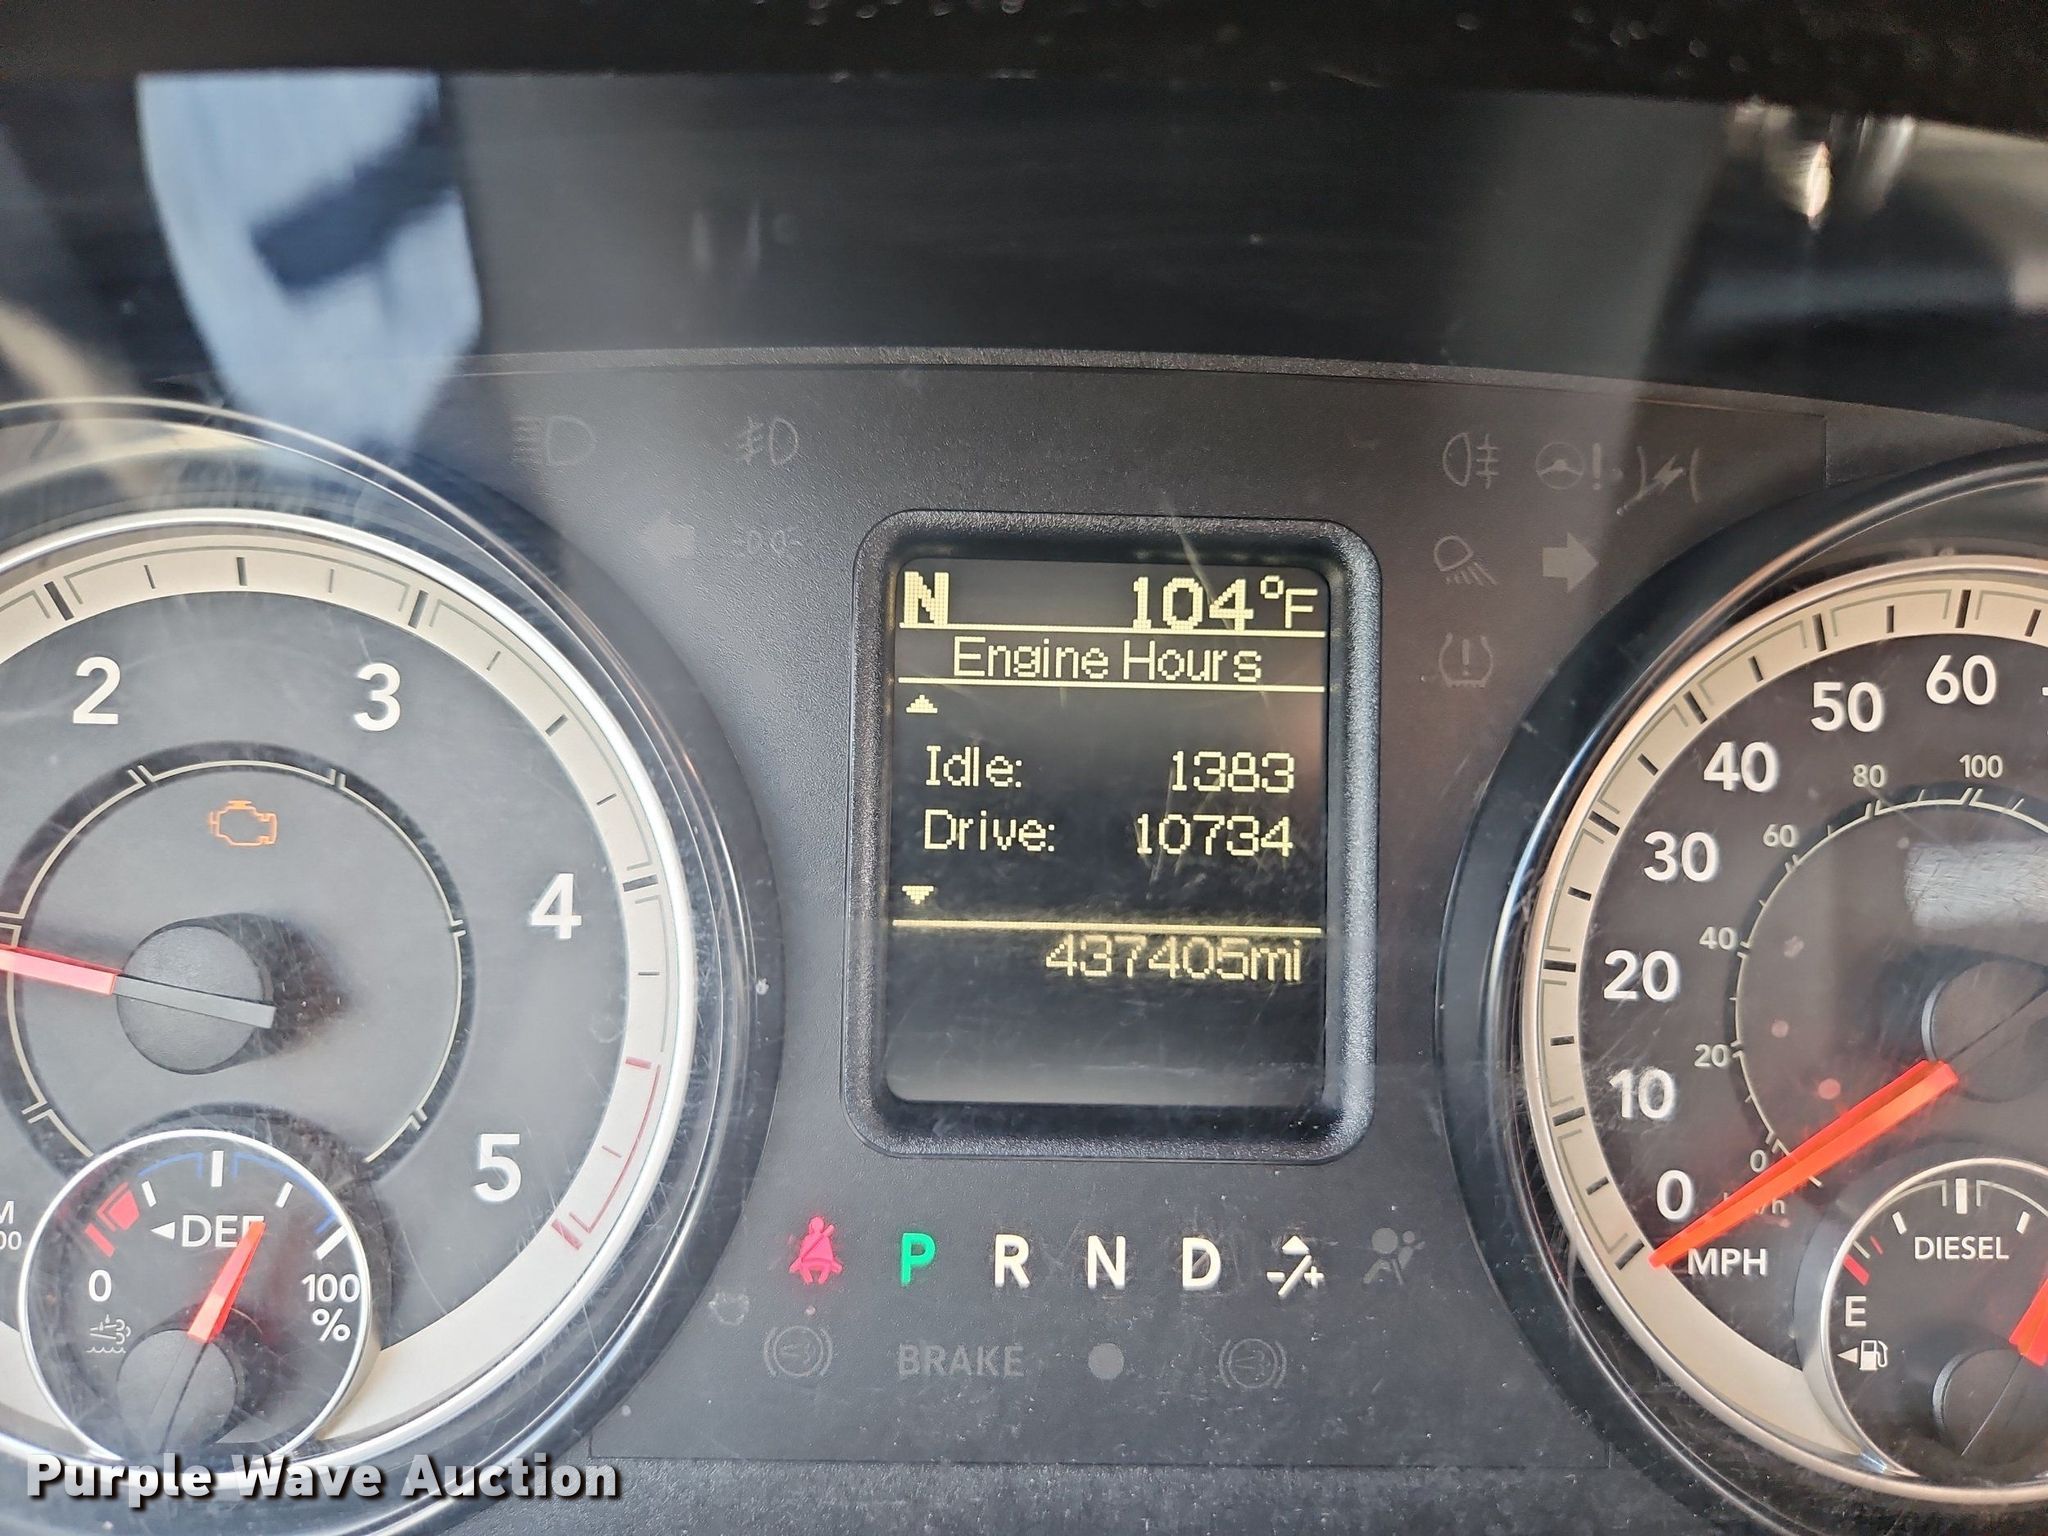 N 104°F
Engine Hours
Idle: 1383
Drive: 10734
437405mi
2 3 4 5
DEF
0 100
%
0 10 20 30 40 50 60
0 20 40 60 80 100
MPH
DIESEL
E
P R N D -/+
BRAKE
Purple Wave Auction